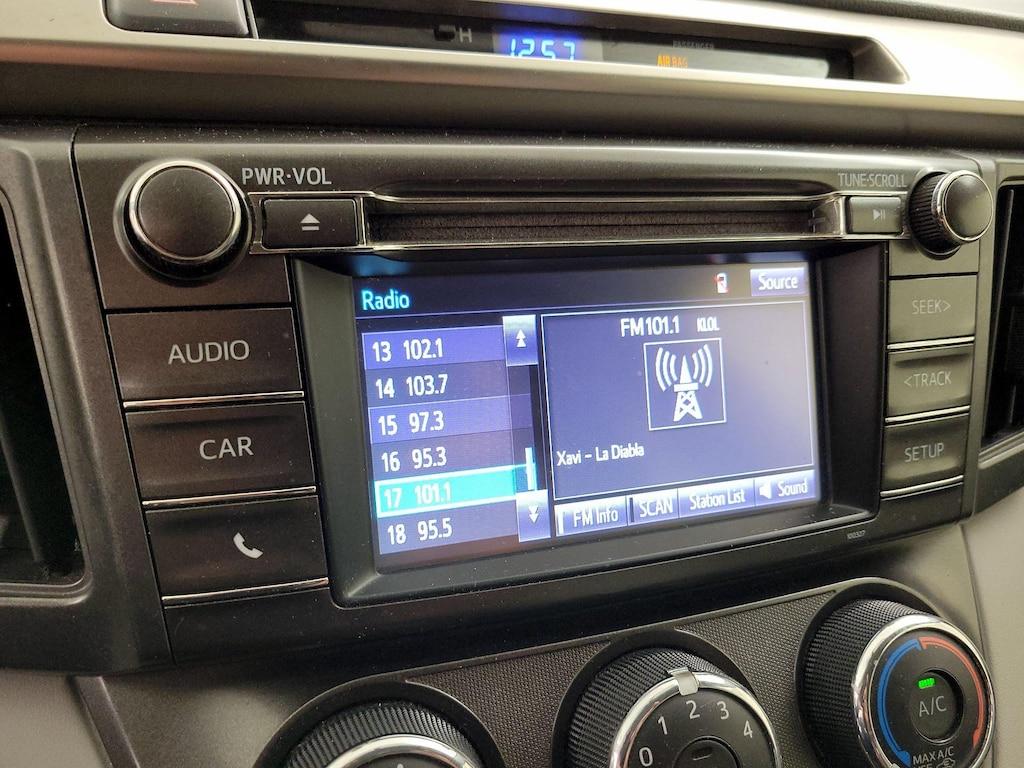 H
12:57
PASSENGER
AIR BAG
PWR·VOL
TUNE·SCROLL
AUDIO
CAR
SEEK>
<TRACK
SETUP
Radio
Source
13 102.1
14 103.7
15 97.3
16 95.3
17 101.1
18 95.5
FM101.1 KLOL
Xavi - La Diabla
FM Info
SCAN
Station List
Sound
100327
0 1 2 3 4
A/C
MAX A/C